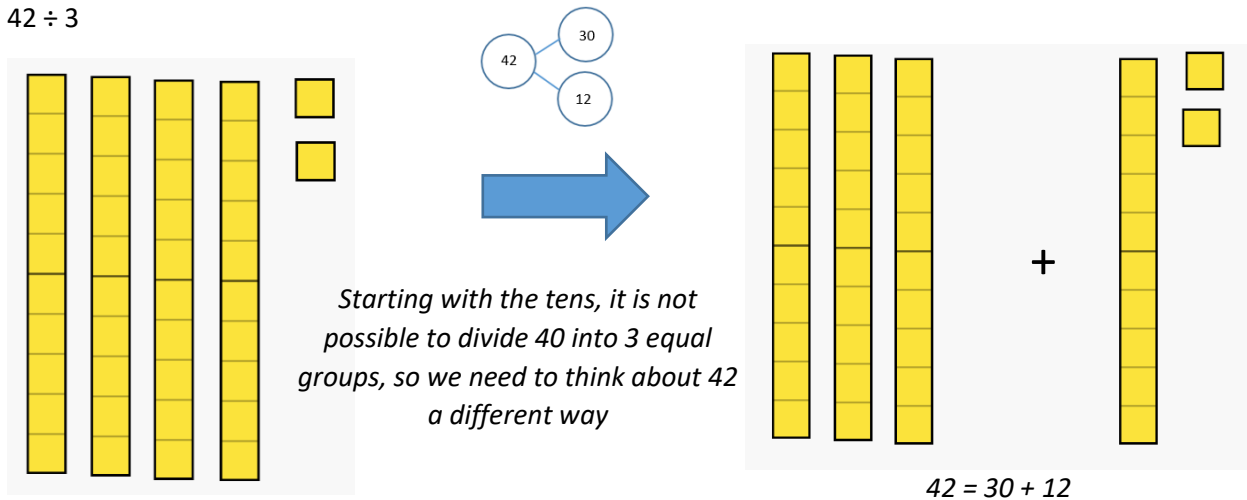 42 ÷ 3
30
42
12
+
Starting with the tens, it is not
possible to divide 40 into 3 equal
groups, so we need to think about 42
a different way
42 = 30 + 12